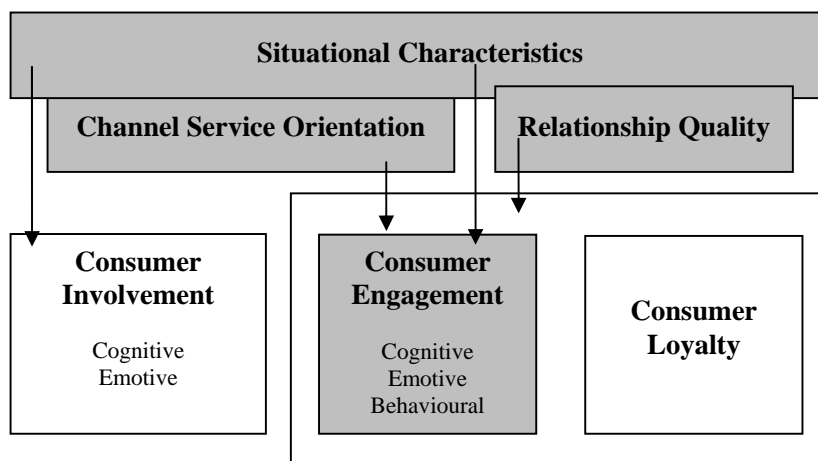 Situational Characteristics
Channel Service Orientation
Relationship Quality
Consumer
Involvement
Cognitive
Emotive
Consumer
Engagement
Cognitive
Emotive
Behavioural
Consumer
Loyalty